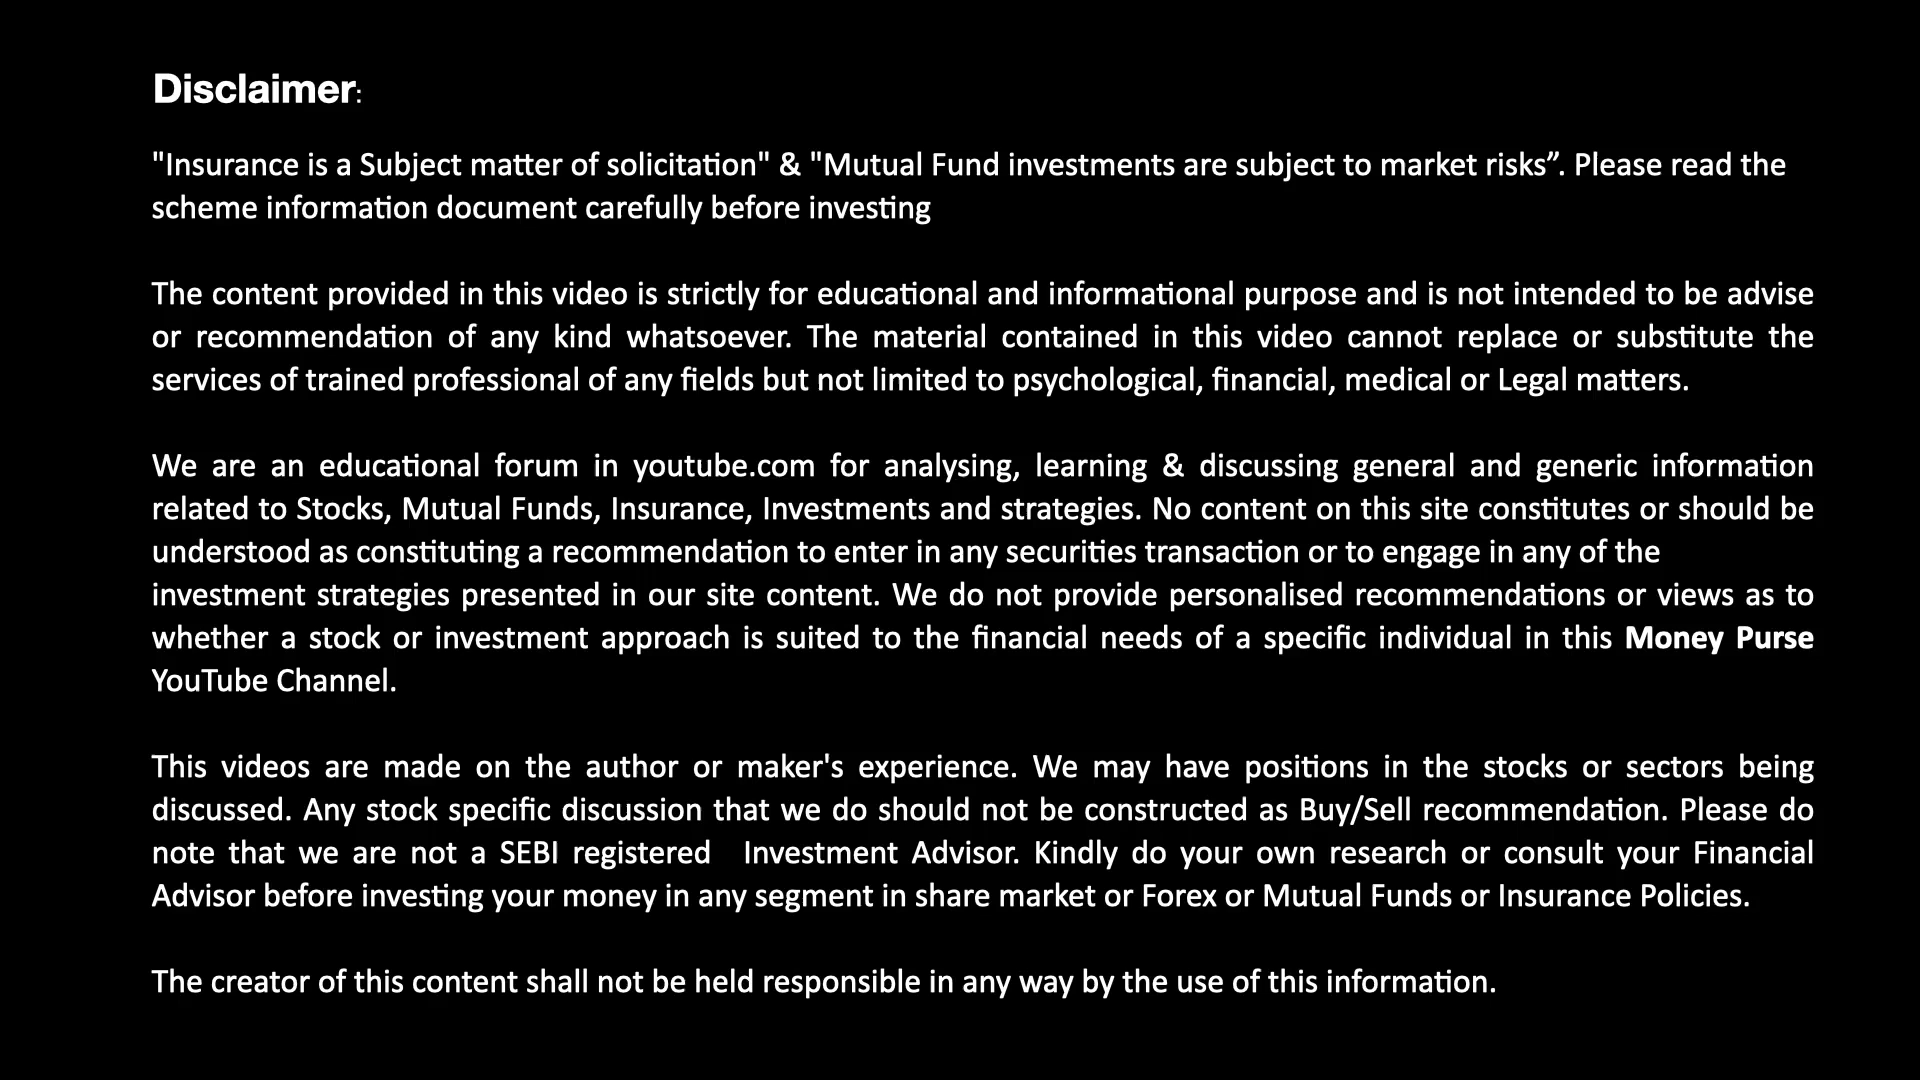 Disclaimer:
"Insurance is a Subject matter of solicitation" & "Mutual Fund investments are subject to market risks”. Please read the
scheme information document carefully before investing
The content provided in this video is strictly for educational and informational purpose and is not intended to be advise
or recommendation of any kind whatsoever. The material contained in this video cannot replace or substitute the
services of trained professional of any fields but not limited to psychological, financial, medical or Legal matters.
We are an educational forum in youtube.com for analysing, learning & discussing general and generic information
related to Stocks, Mutual Funds, Insurance, Investments and strategies. No content on this site constitutes or should be
understood as constituting a recommendation to enter in any securities transaction or to engage in any of the
investment strategies presented in our site content. We do not provide personalised recommendations or views as to
whether a stock or investment approach is suited to the financial needs of a specific individual in this Money Purse
YouTube Channel.
This videos are made on the author or maker's experience. We may have positions in the stocks or sectors being
discussed. Any stock specific discussion that we do should not be constructed as Buy/Sell recommendation. Please do
note that we are not a SEBI registered Investment Advisor. Kindly do your own research or consult your Financial
Advisor before investing your money in any segment in share market or Forex or Mutual Funds or Insurance Policies.
The creator of this content shall not be held responsible in any way by the use of this information.